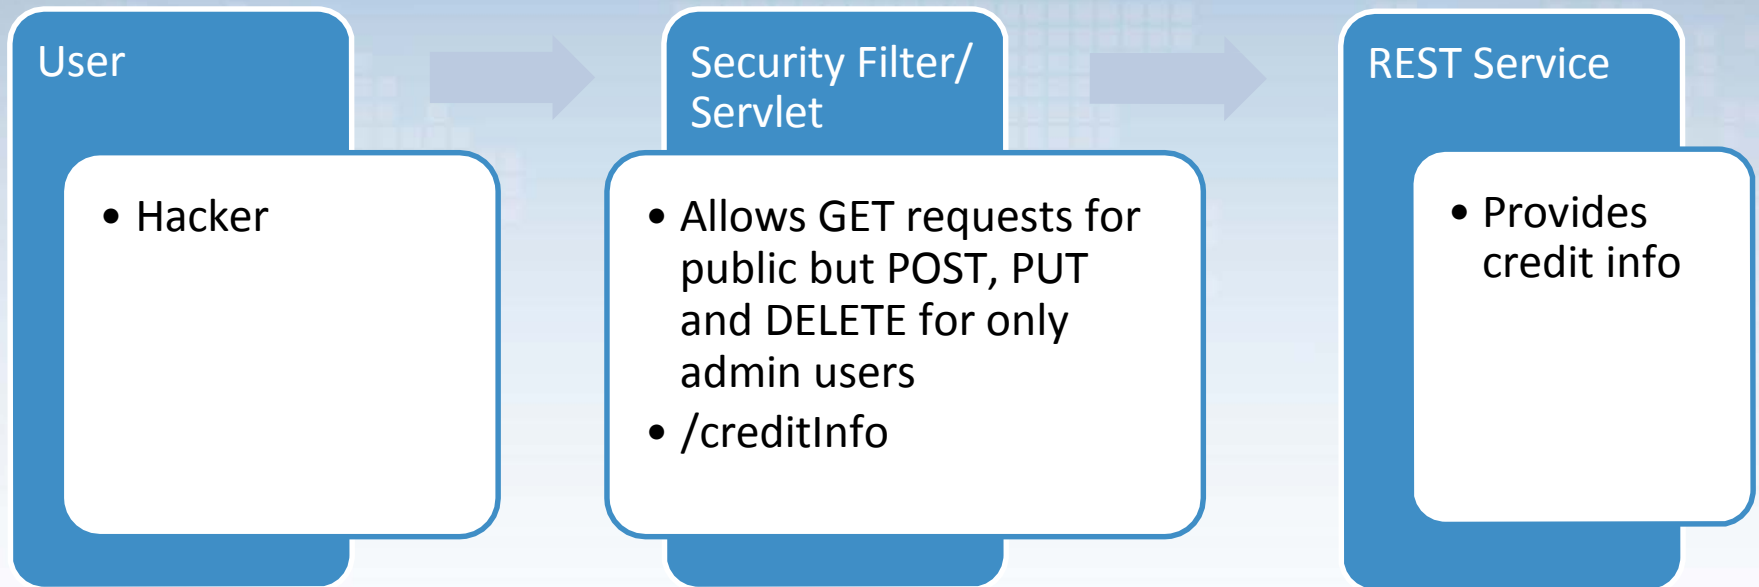 User
• Hacker
Security Filter/
Servlet
• Allows GET requests for
public but POST, PUT
and DELETE for only
admin users
• /creditInfo
REST Service
• Provides
credit info